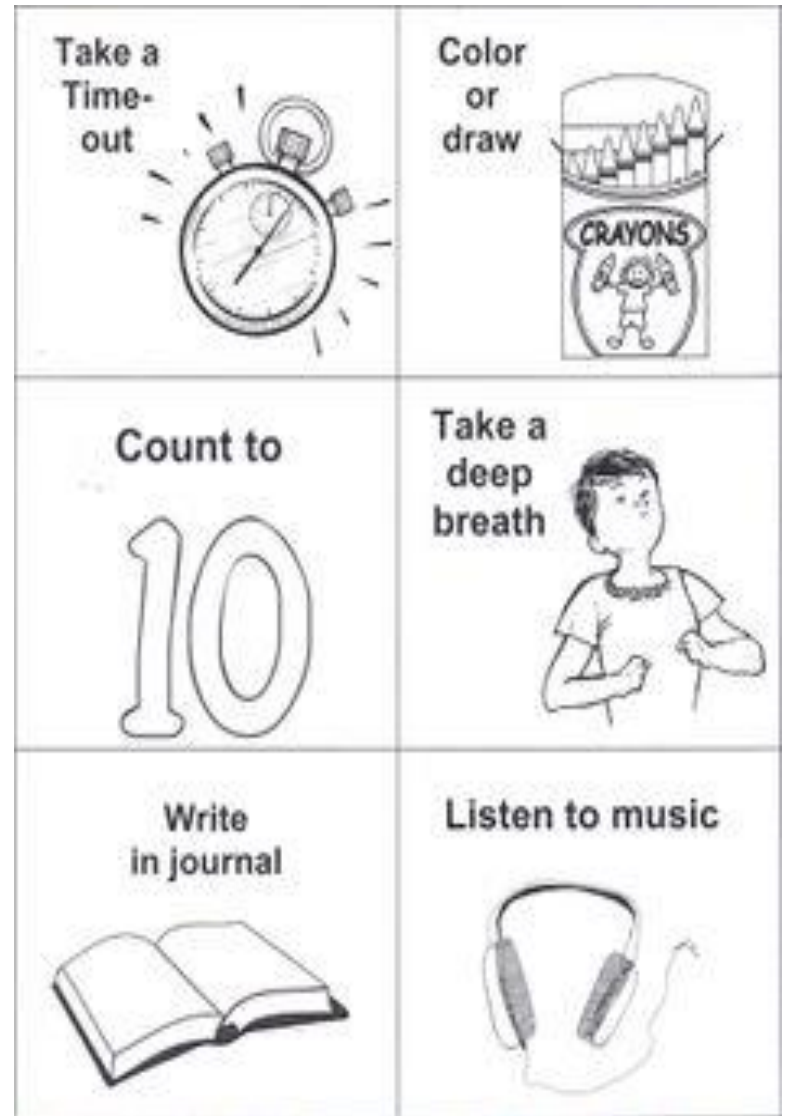 Take a
Time-
out
Color
or
draw
CRAYONS
Count to
10
Take a
deep
breath
Write
in journal
Listen to music